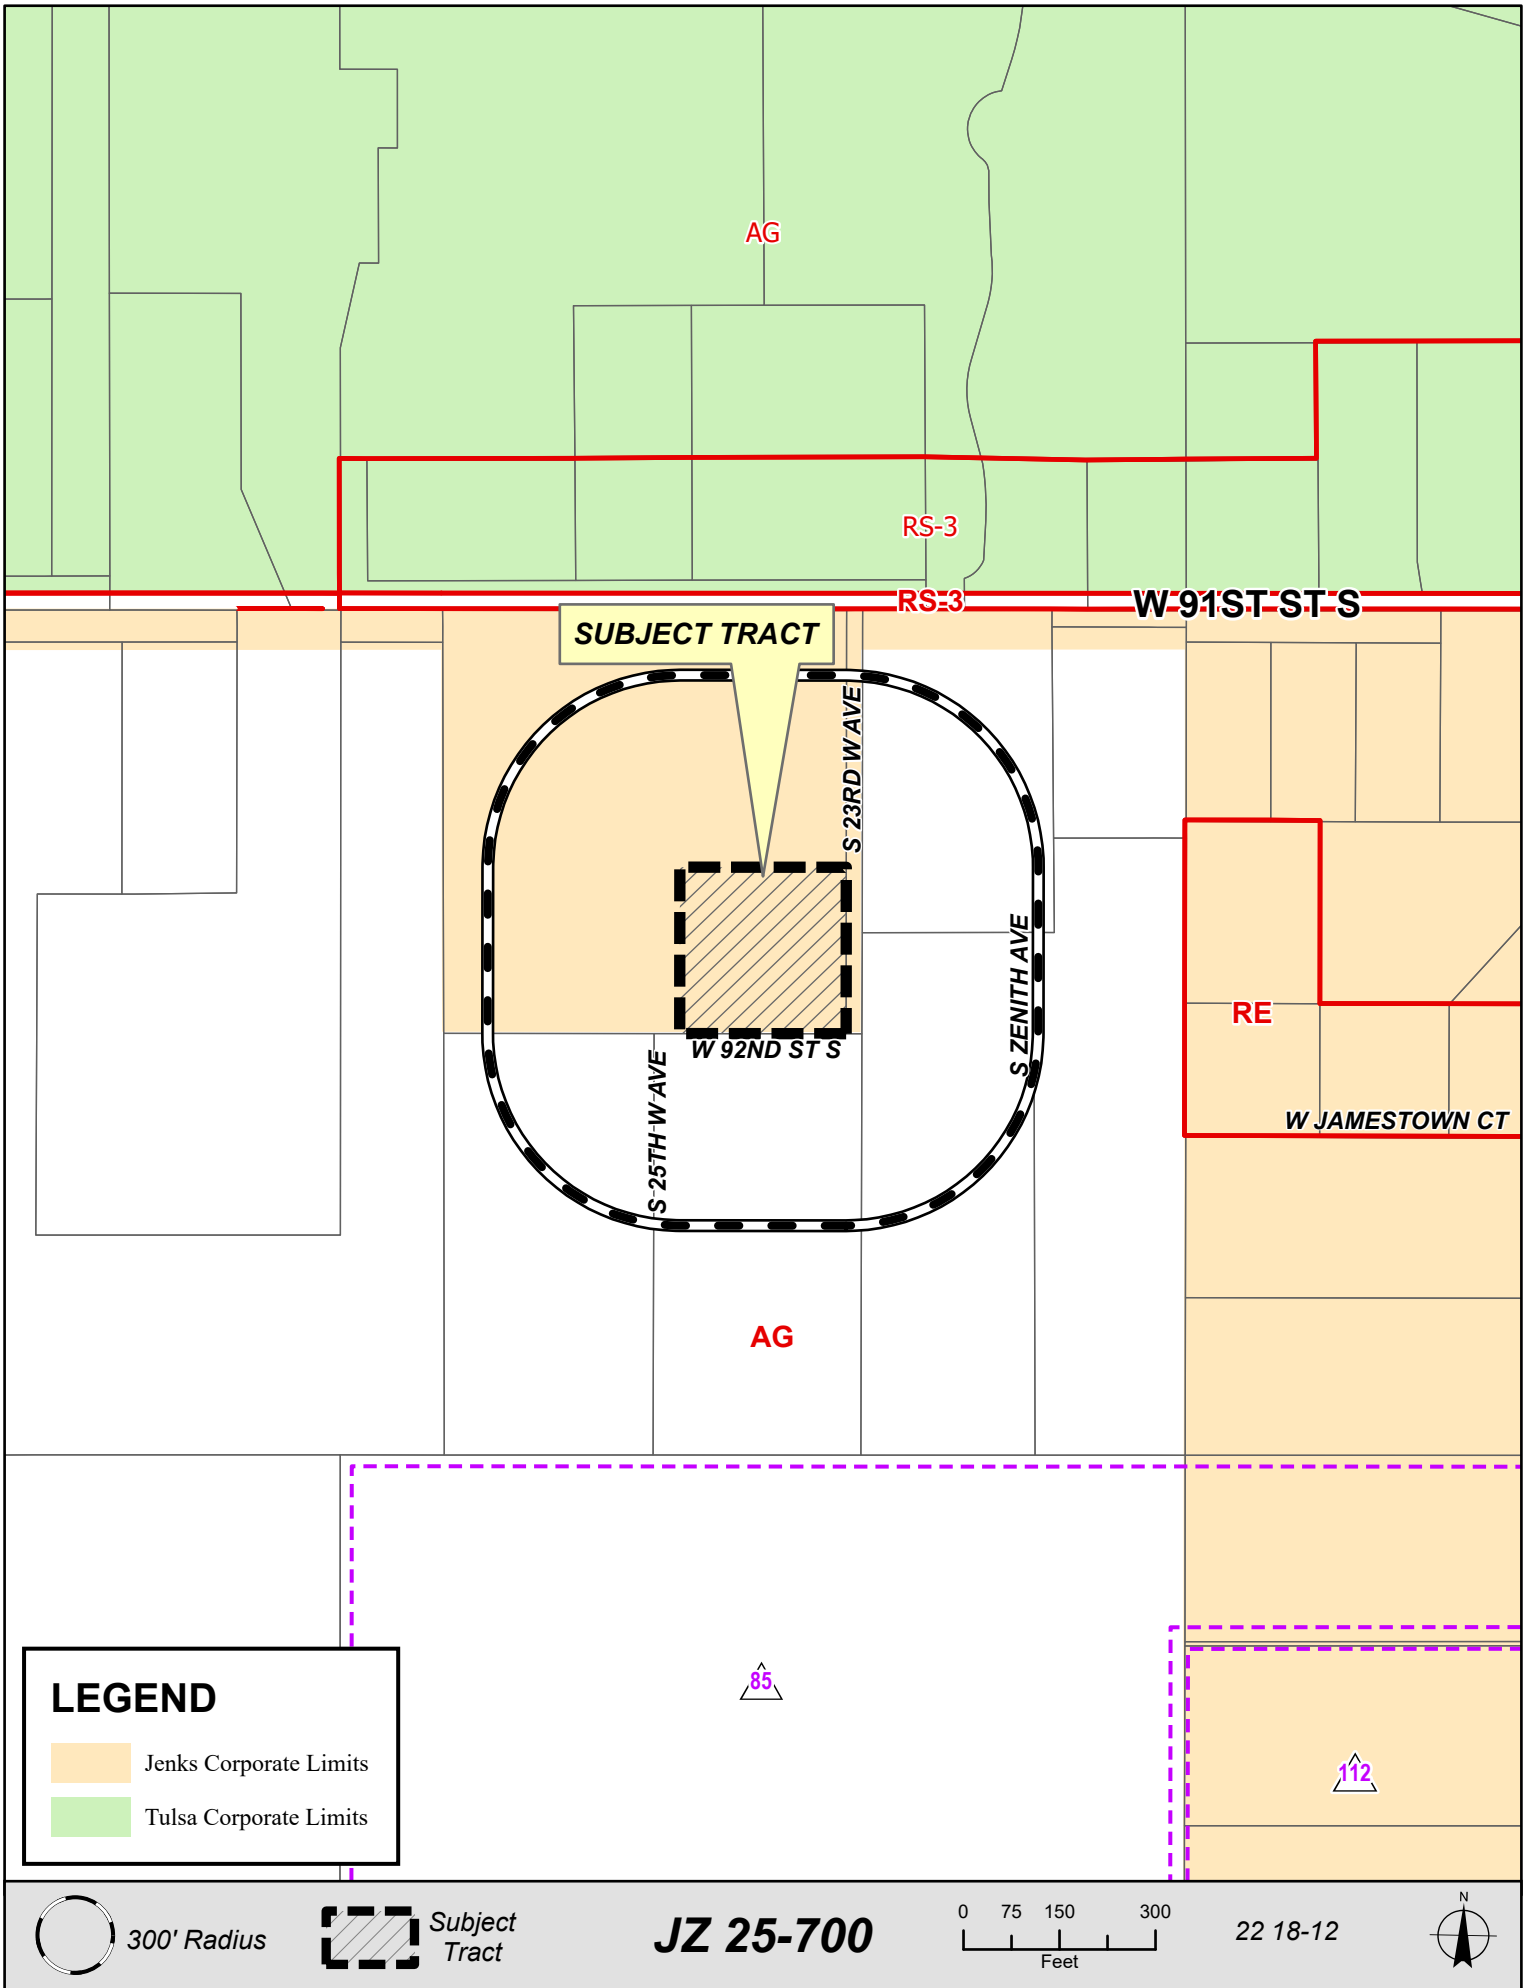 AG
RS-3
RS-3
W 91ST ST S
SUBJECT TRACT
S 23RD W AVE
S ZENITH AVE
RE
W 92ND ST S
S 25TH W AVE
W JAMESTOWN CT
AG
85
112
LEGEND
Jenks Corporate Limits
Tulsa Corporate Limits
300' Radius
Subject
Tract
JZ 25-700
0 75 150 300
Feet
22 18-12
N